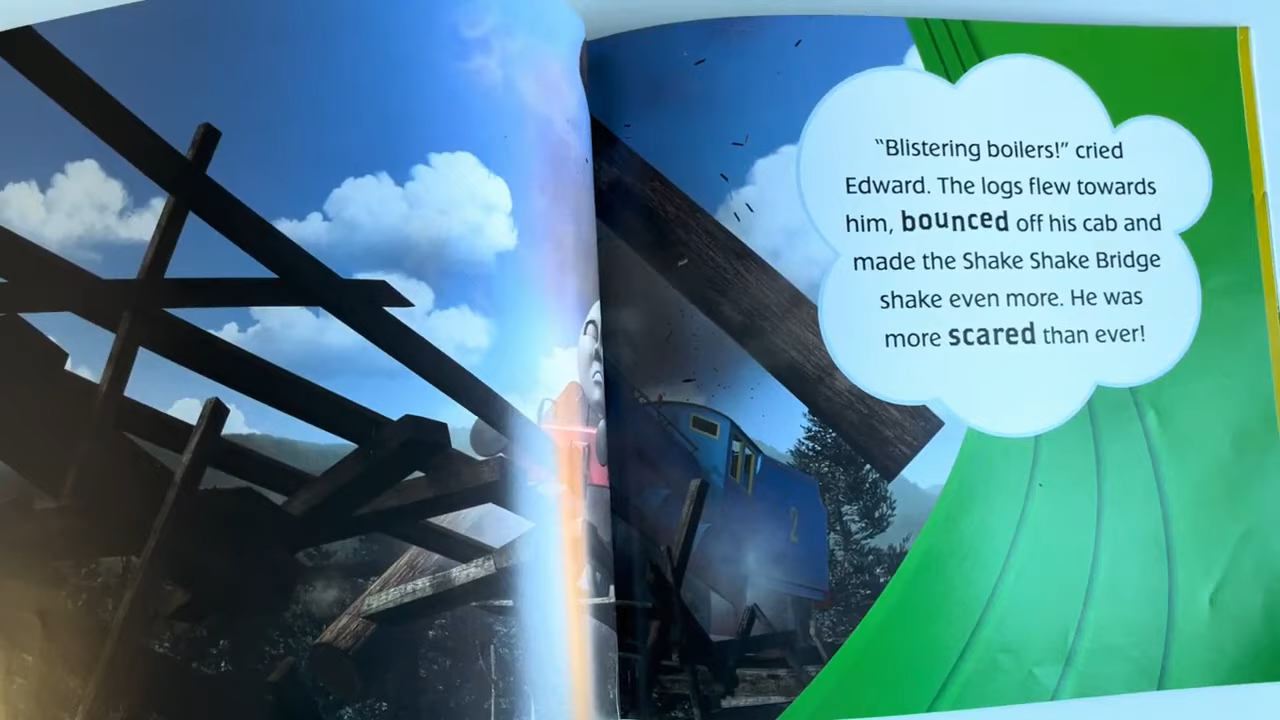 “Blistering boilers!” cried
Edward. The logs flew towards
him, bounced off his cab and
made the Shake Shake Bridge
shake even more. He was
more scared than ever!
2